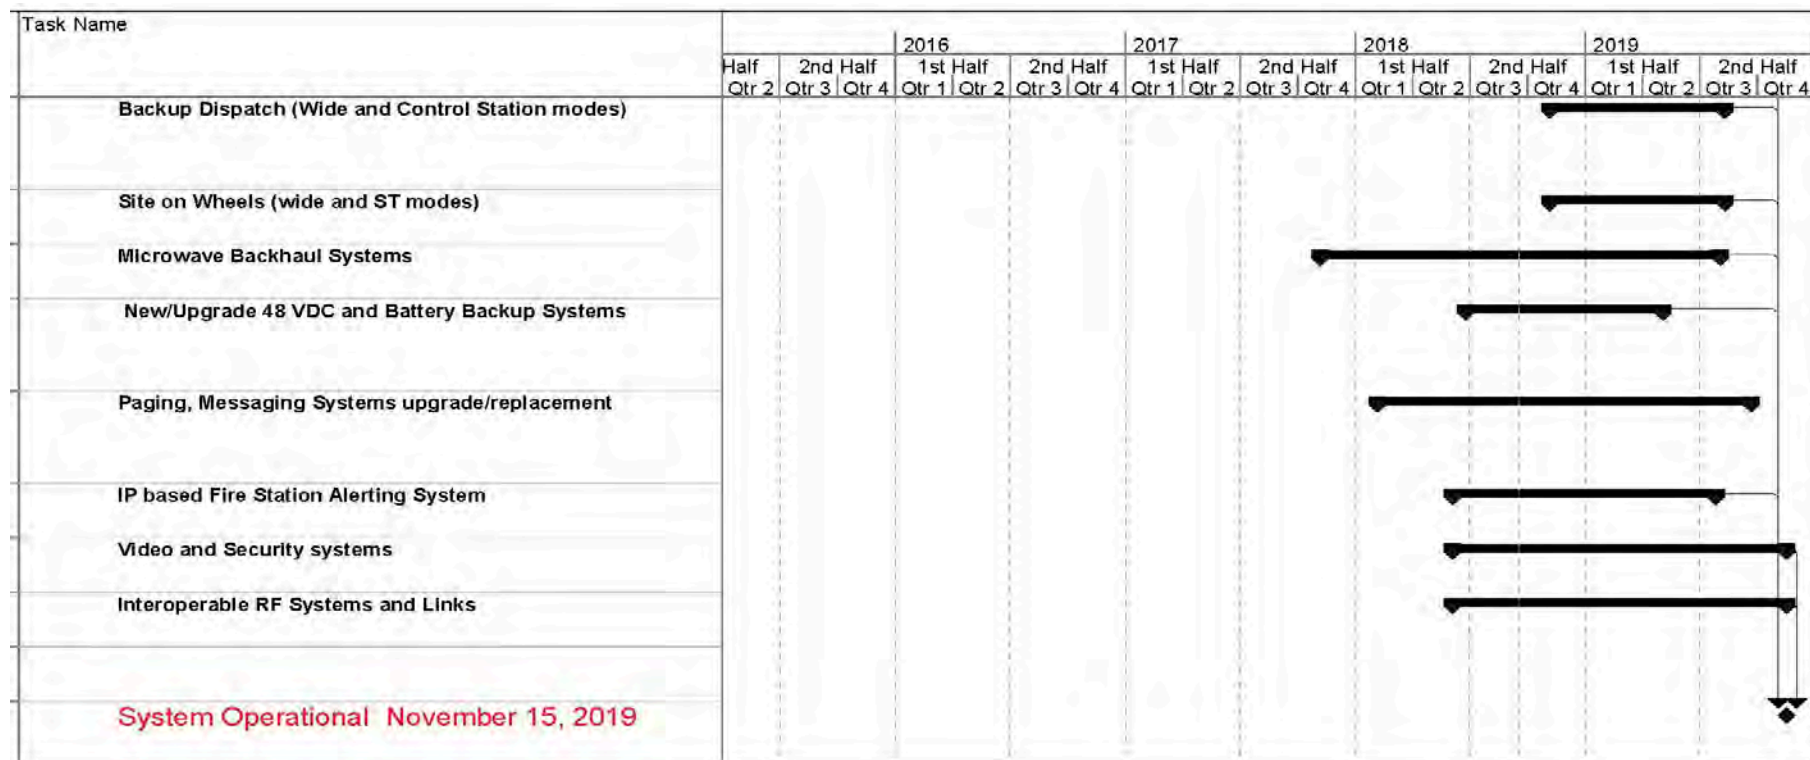 Task Name
2016 2017 2018 2019
Half 2nd Half 1st Half 2nd Half 1st Half 2nd Half 1st Half 2nd Half 1st Half 2nd Half
Qtr 2 Qtr 3 Qtr 4 Qtr 1 Qtr 2 Qtr 3 Qtr 4 Qtr 1 Qtr 2 Qtr 3 Qtr 4 Qtr 1 Qtr 2 Qtr 3 Qtr 4 Qtr 1 Qtr 2 Qtr 3 Qtr 4
Backup Dispatch (Wide and Control Station modes)
Site on Wheels (wide and ST modes)
Microwave Backhaul Systems
New/Upgrade 48 VDC and Battery Backup Systems
Paging, Messaging Systems upgrade/replacement
IP based Fire Station Alerting System
Video and Security systems
Interoperable RF Systems and Links
System Operational November 15, 2019